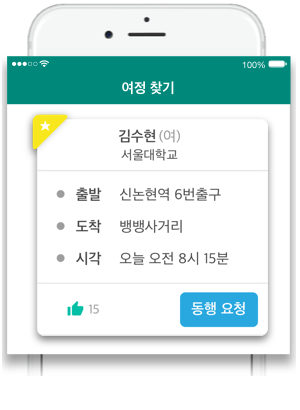 100%
여정 찾기
김수현 (여)
서울대학교
출발 신논현역 6번출구
도착 뱅뱅사거리
시각 오늘 오전 8시 15분
15
동행 요청